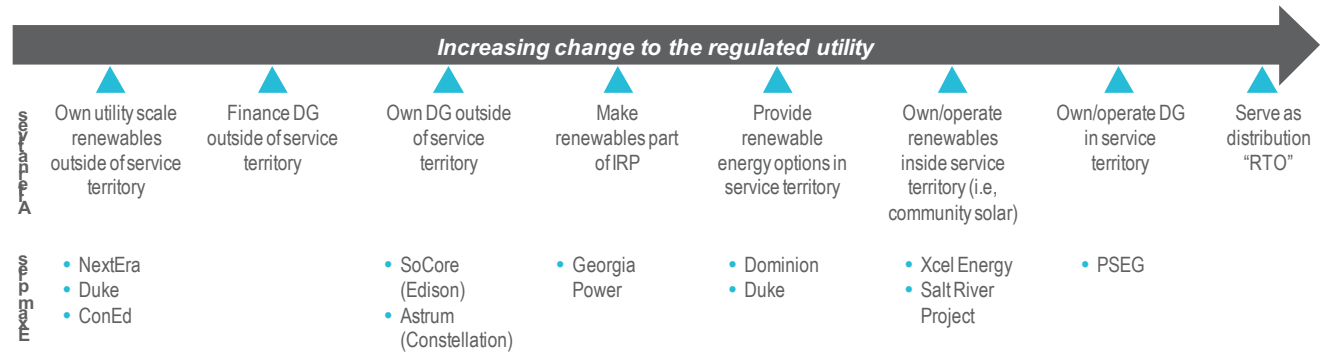 Increasing change to the regulated utility
Alternatives
Own utility scale
renewables
outside of service
territory
Finance DG
outside of service
territory
Own DG outside
of service
territory
Make
renewables part
of IRP
Provide
renewable
energy options in
service territory
Own/operate
renewables
inside service
territory (i.e,
community solar)
Own/operate DG
in service
territory
Serve as
distribution
“RTO”
Examples
• NextEra
• Duke
• ConEd
• SoCore
(Edison)
• Astrum
(Constellation)
• Georgia
Power
• Dominion
• Duke
• Xcel Energy
• Salt River
Project
• PSEG